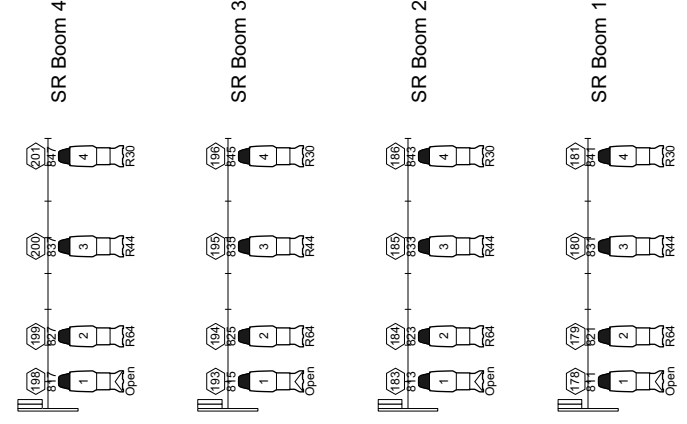 SR Boom 4
201
847
4
R30
200
837
3
R44
199
827
2
R64
198
817
1
Open
SR Boom 3
196
845
4
R30
195
835
3
R44
194
825
2
R64
193
815
1
Open
SR Boom 2
186
843
4
R30
185
833
3
R44
184
823
2
R64
183
813
1
Open
SR Boom 1
181
841
4
R30
180
831
3
R44
179
821
2
R64
178
811
1
Open